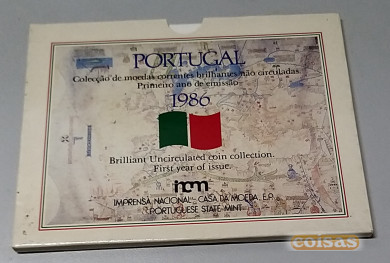 PORTUGAL
Colecção de moedas correntes brilhantes não circuladas.
Primeiro ano de emissão
1986
Brilliant Uncirculated coin collection.
First year of issue.
incm
IMPRENSA NACIONAL - CASA DA MOEDA, E.P.
PORTUGUESE STATE MINT
coisas